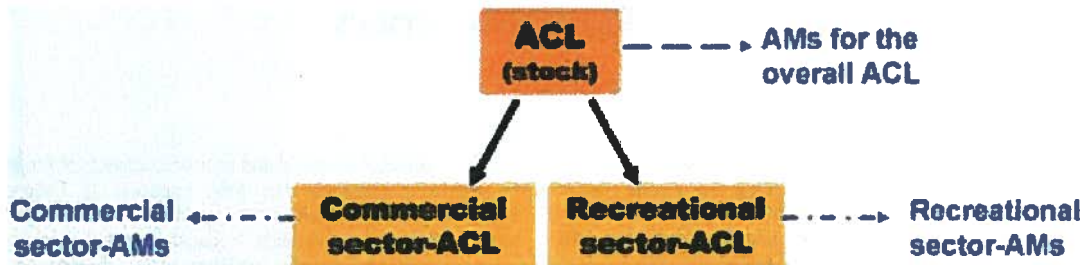 ACL
(stock)
AMs for the
overall ACL
Commercial
sector-AMs
Commercial
sector-ACL
Recreational
sector-ACL
Recreational
sector-AMs